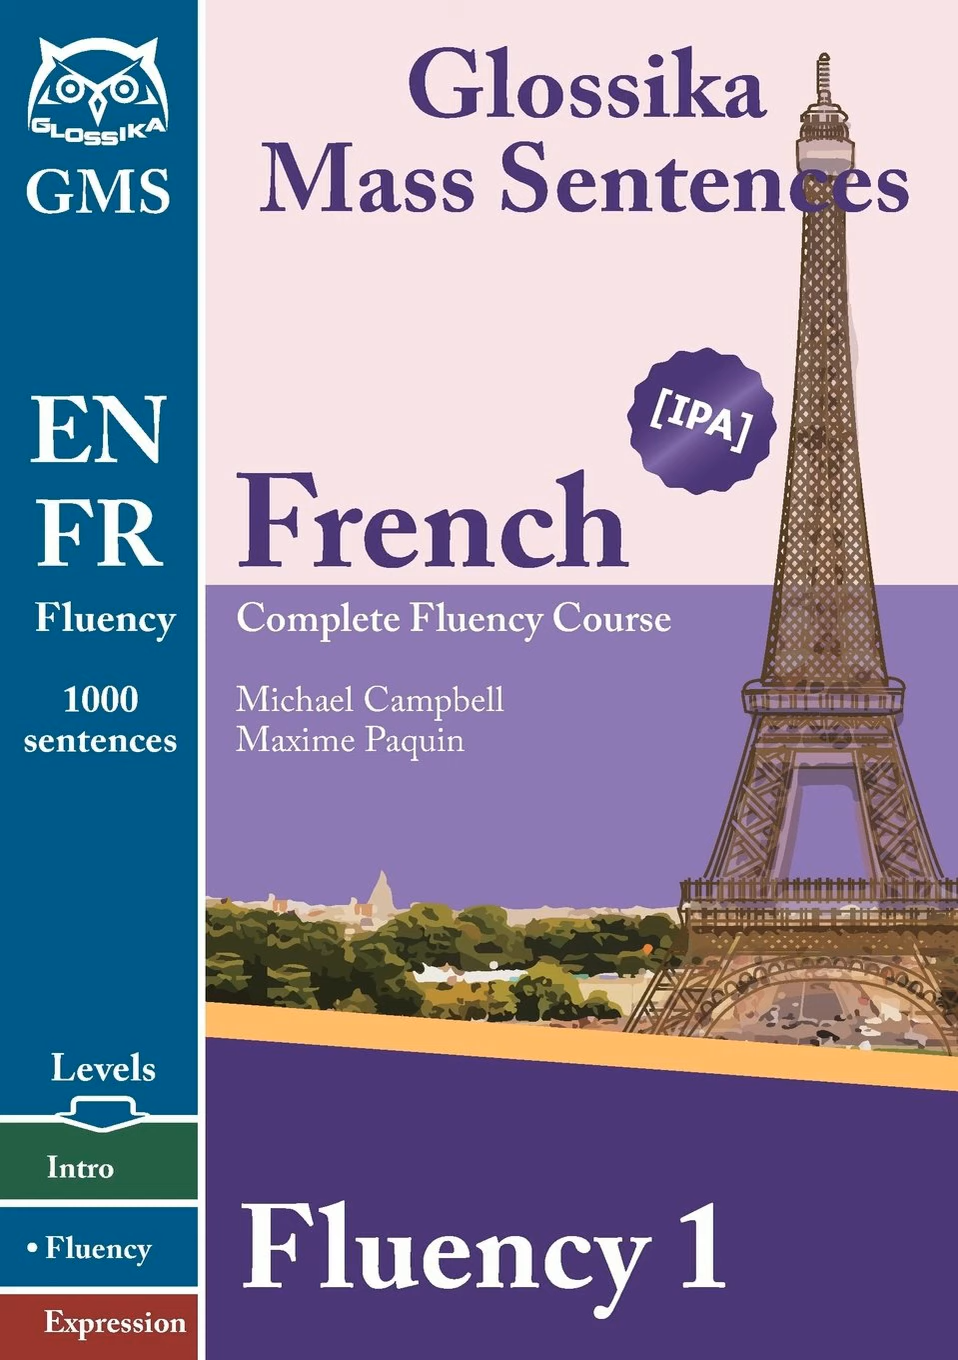 GLOSSIKA
GMS
EN
FR
Fluency
1000
sentences
Levels
Intro
• Fluency
Expression
Glossika
Mass Sentences
[IPA]
French
Complete Fluency Course
Michael Campbell
Maxime Paquin
Fluency 1